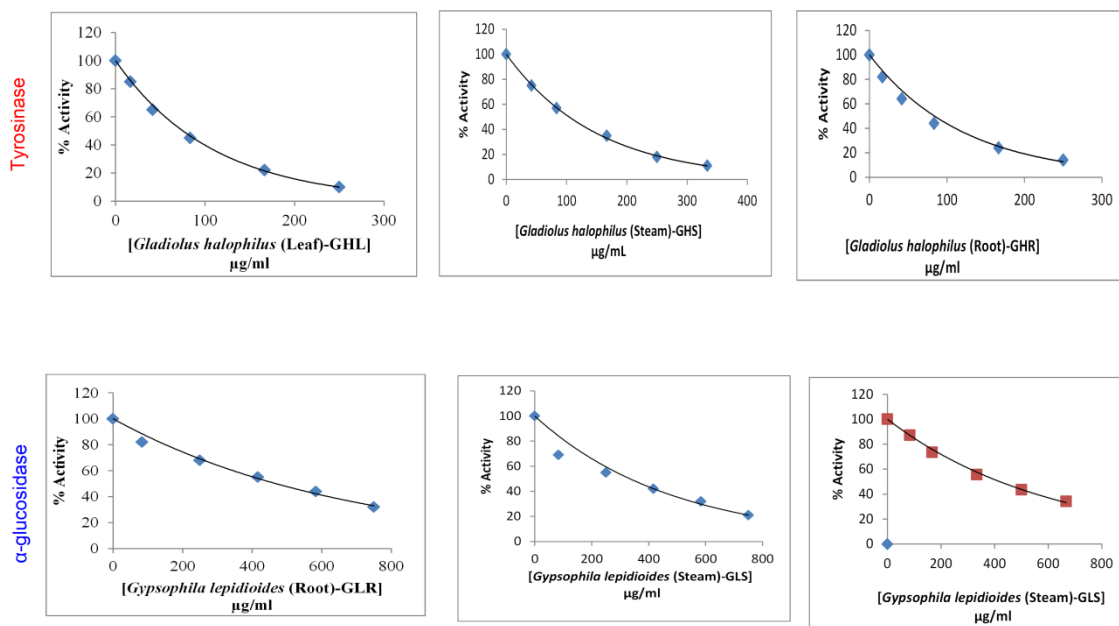 Tyrosinase
120
100
80
60
40
20
0
% Activity
0 100 200 300
[Gladiolus halophilus (Leaf)-GHL]
µg/ml
120
100
80
60
40
20
0
% Activity
0 100 200 300 400
[Gladiolus halophilus (Steam)-GHS]
µg/mL
120
100
80
60
40
20
0
% Activity
0 100 200 300
[Gladiolus halophilus (Root)-GHR]
µg/ml
α-glucosidase
120
100
80
60
40
20
0
% Activity
0 200 400 600 800
[Gypsophila lepidioides (Root)-GLR]
µg/ml
120
100
80
60
40
20
0
% Activity
0 200 400 600 800
[Gypsophila lepidioides (Steam)-GLS]
µg/ml
120
100
80
60
40
20
0
% Activity
0 200 400 600 800
[Gypsophila lepidioides (Steam)-GLS]
µg/ml